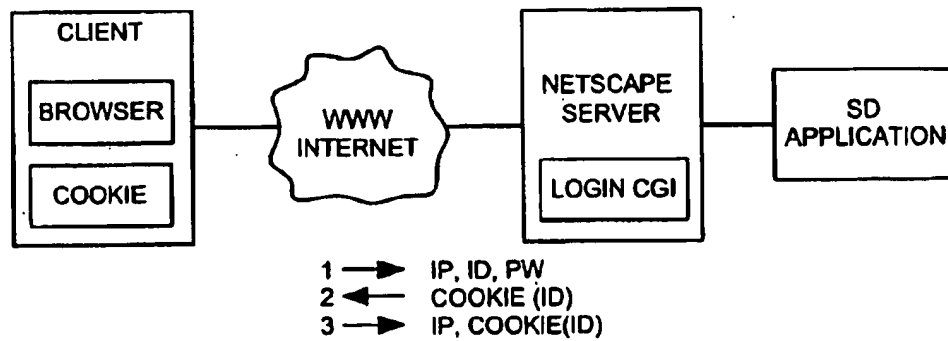 CLIENT
BROWSER
COOKIE
WWW
INTERNET
NETSCAPE
SERVER
LOGIN CGI
SD
APPLICATION
1 → IP, ID, PW
2 ← COOKIE (ID)
3 → IP, COOKIE(ID)